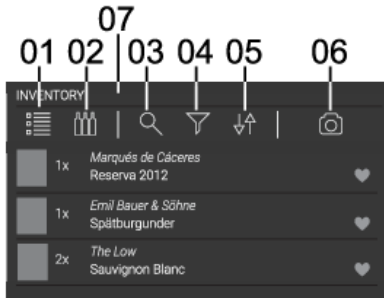 07
01 02 03 04 05 06
INVENTORY
1x Marqués de Cáceres
Reserva 2012
1x Emil Bauer & Söhne
Spätburgunder
2x The Low
Sauvignon Blanc